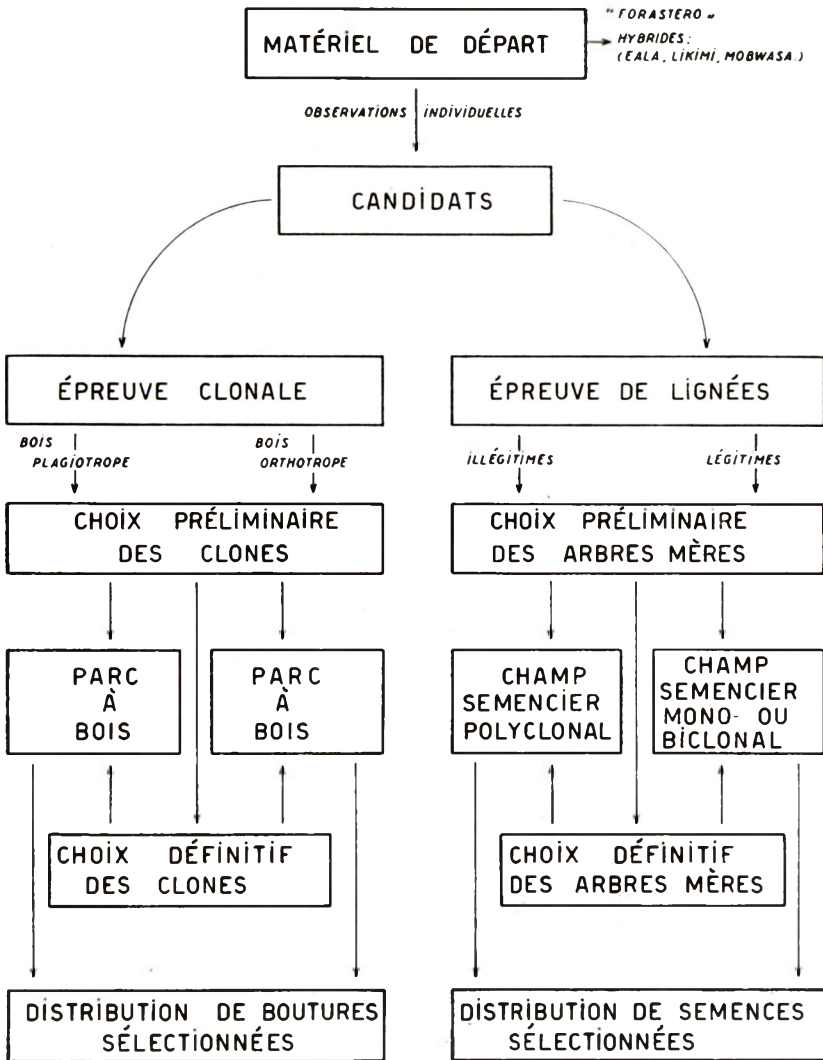 MATÉRIEL DE DÉPART
"FORASTERO"
HYBRIDES:
(EALA, LIKIMI, MOBWASA.)
OBSERVATIONS INDIVIDUELLES
CANDIDATS
ÉPREUVE CLONALE
BOIS
PLAGIOTROPE
BOIS
ORTHOTROPE
CHOIX PRÉLIMINAIRE
DES CLONES
PARC
À
BOIS
PARC
À
BOIS
CHOIX DÉFINITIF
DES CLONES
DISTRIBUTION DE BOUTURES
SÉLECTIONNÉES
ÉPREUVE DE LIGNÉES
ILLÉGITIMES
LÉGITIMES
CHOIX PRÉLIMINAIRE
DES ARBRES MÈRES
CHAMP
SEMENCIER
POLYCLONAL
CHAMP
SEMENCIER
MONO- OU
BICLONAL
CHOIX DÉFINITIF
DES ARBRES MÈRES
DISTRIBUTION DE SEMENCES
SÉLECTIONNÉES